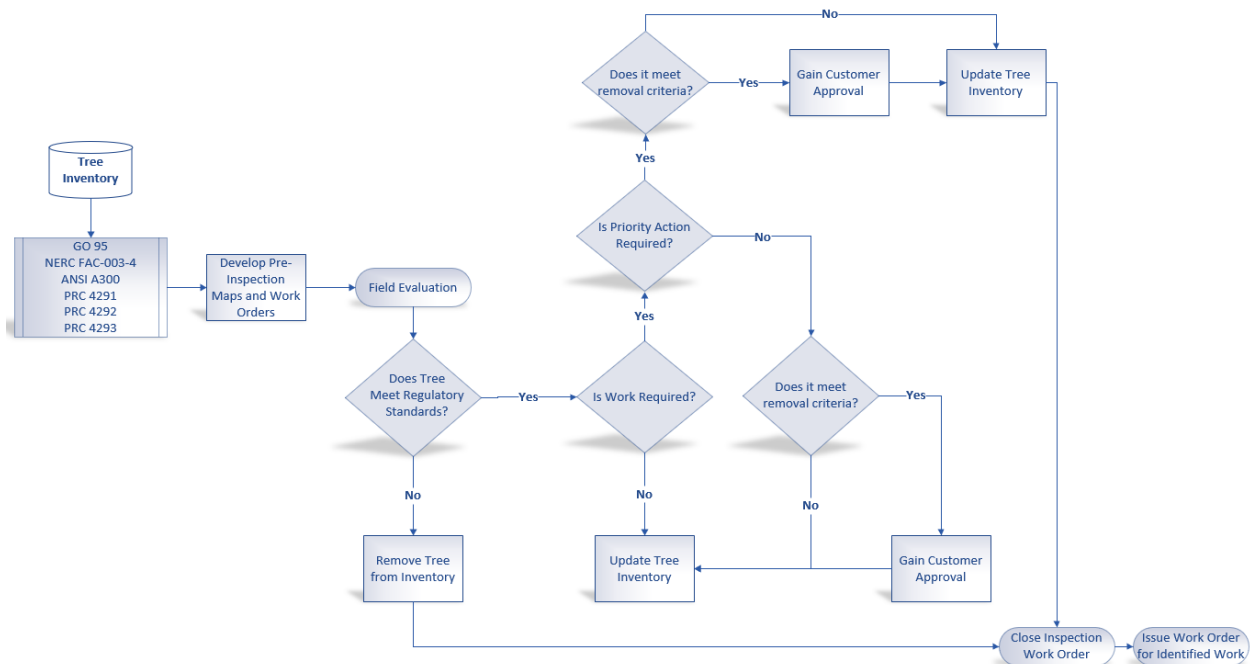 No
Does it meet
removal criteria?
Yes
Gain Customer
Approval
Update Tree
Inventory
Yes
Tree
Inventory
Is Priority Action
Required?
No
GO 95
NERC FAC-003-4
ANSI A300
PRC 4291
PRC 4292
PRC 4293
Develop Pre-
Inspection
Maps and Work
Orders
Field Evaluation
Yes
Does Tree
Meet Regulatory
Standards?
Yes
Is Work Required?
Does it meet
removal criteria?
Yes
No
No
No
Remove Tree
from Inventory
Update Tree
Inventory
Gain Customer
Approval
Close Inspection
Work Order
Issue Work Order
for Identified Work